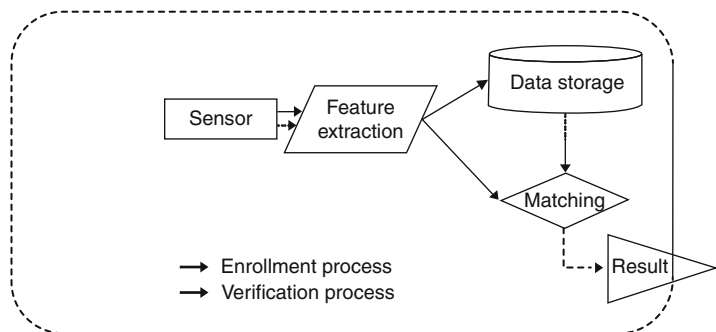 Data storage
Feature
extraction
Sensor
Matching
Result
Enrollment process
Verification process